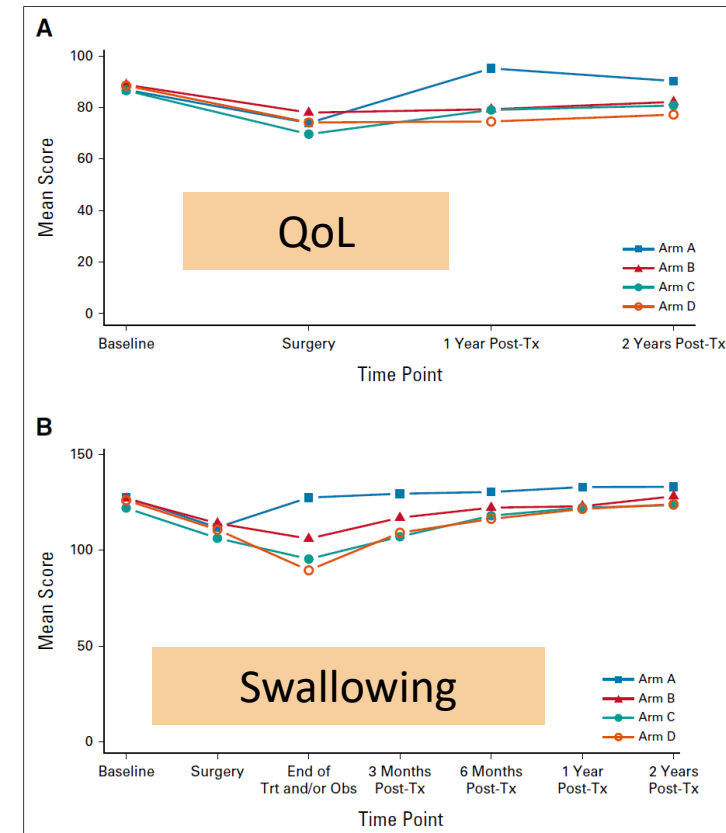 A
100
80
60
40
20
0
Mean Score
QoL
Arm A
Arm B
Arm C
Arm D
Baseline
Surgery
1 Year Post-Tx
2 Years Post-Tx
Time Point
B
150
100
50
0
Mean Score
Swallowing
Arm A
Arm B
Arm C
Arm D
Baseline
Surgery
End of
Trt and/or Obs
3 Months
Post-Tx
6 Months
Post-Tx
1 Year
Post-Tx
2 Years
Post-Tx
Time Point